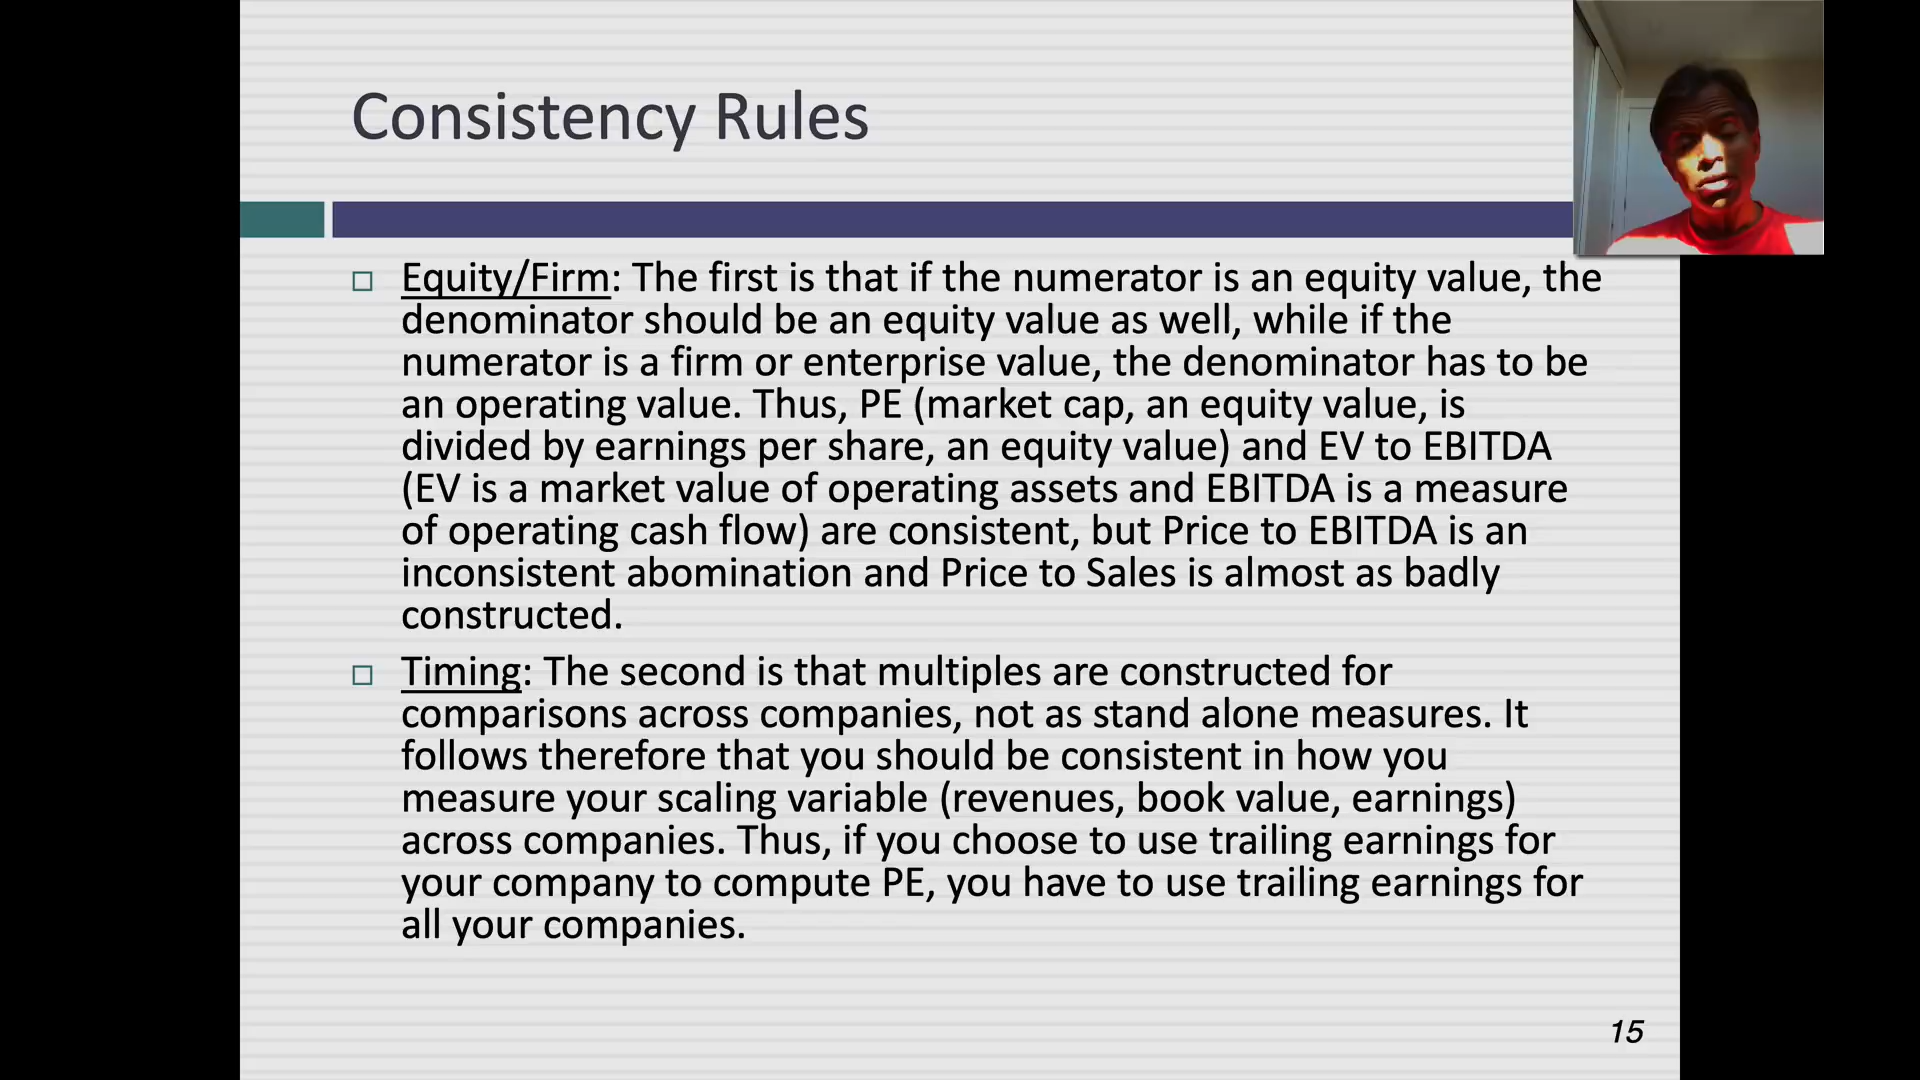 Consistency Rules
Equity/Firm: The first is that if the numerator is an equity value, the
denominator should be an equity value as well, while if the
numerator is a firm or enterprise value, the denominator has to be
an operating value. Thus, PE (market cap, an equity value, is
divided by earnings per share, an equity value) and EV to EBITDA
(EV is a market value of operating assets and EBITDA is a measure
of operating cash flow) are consistent, but Price to EBITDA is an
inconsistent abomination and Price to Sales is almost as badly
constructed.
Timing: The second is that multiples are constructed for
comparisons across companies, not as stand alone measures. It
follows therefore that you should be consistent in how you
measure your scaling variable (revenues, book value, earnings)
across companies. Thus, if you choose to use trailing earnings for
your company to compute PE, you have to use trailing earnings for
all your companies.
15